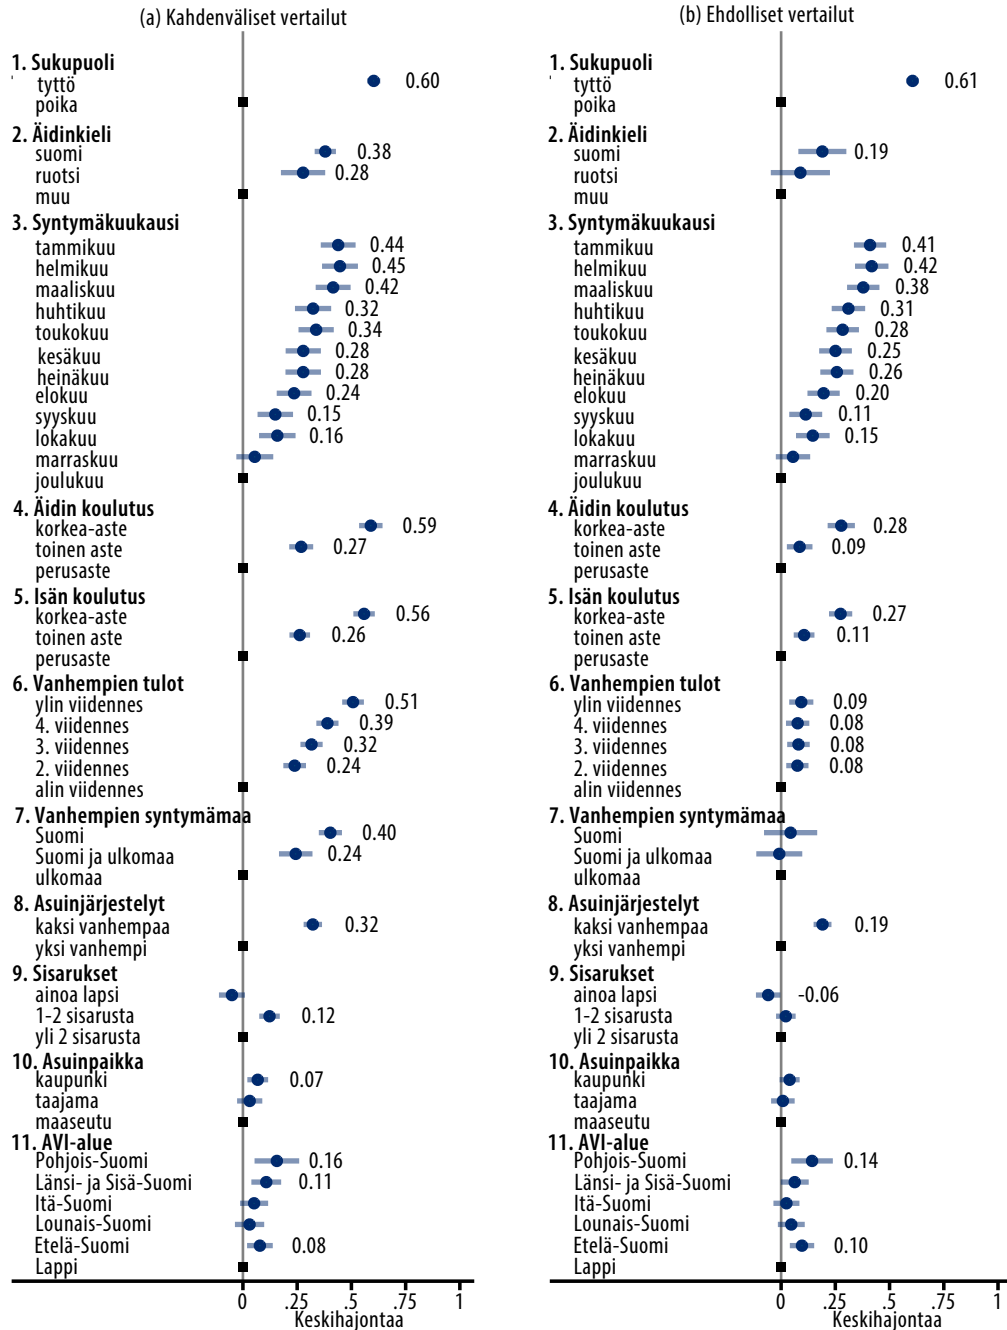 (a) Kahdenväliset vertailut
1. Sukupuoli
tyttö 0.60
poika
2. Äidinkieli
suomi 0.38
ruotsi 0.28
muu
3. Syntymäkuukausi
tammikuu 0.44
helmikuu 0.45
maaliskuu 0.42
huhtikuu 0.32
toukokuu 0.34
kesäkuu 0.28
heinäkuu 0.28
elokuu 0.24
syyskuu 0.15
lokakuu 0.16
marraskuu
joulukuu
4. Äidin koulutus
korkea-aste 0.59
toinen aste 0.27
perusaste
5. Isän koulutus
korkea-aste 0.56
toinen aste 0.26
perusaste
6. Vanhempien tulot
ylin viidennes 0.51
4. viidennes 0.39
3. viidennes 0.32
2. viidennes 0.24
alin viidennes
7. Vanhempien syntymämaa
Suomi 0.40
Suomi ja ulkomaa 0.24
ulkomaa
8. Asuinjärjestelyt
kaksi vanhempaa 0.32
yksi vanhempi
9. Sisarukset
ainoa lapsi
1-2 sisarusta 0.12
yli 2 sisarusta
10. Asuinpaikka
kaupunki 0.07
taajama
maaseutu
11. AVI-alue
Pohjois-Suomi 0.16
Länsi- ja Sisä-Suomi 0.11
Itä-Suomi
Lounais-Suomi
Etelä-Suomi 0.08
Lappi
0 .25 .5 .75 1
Keskihajontaa
(b) Ehdolliset vertailut
1. Sukupuoli
tyttö 0.61
poika
2. Äidinkieli
suomi 0.19
ruotsi
muu
3. Syntymäkuukausi
tammikuu 0.41
helmikuu 0.42
maaliskuu 0.38
huhtikuu 0.31
toukokuu 0.28
kesäkuu 0.25
heinäkuu 0.26
elokuu 0.20
syyskuu 0.11
lokakuu 0.15
marraskuu
joulukuu
4. Äidin koulutus
korkea-aste 0.28
toinen aste 0.09
perusaste
5. Isän koulutus
korkea-aste 0.27
toinen aste 0.11
perusaste
6. Vanhempien tulot
ylin viidennes 0.09
4. viidennes 0.08
3. viidennes 0.08
2. viidennes 0.08
alin viidennes
7. Vanhempien syntymämaa
Suomi
Suomi ja ulkomaa
ulkomaa
8. Asuinjärjestelyt
kaksi vanhempaa 0.19
yksi vanhempi
9. Sisarukset
ainoa lapsi -0.06
1-2 sisarusta
yli 2 sisarusta
10. Asuinpaikka
kaupunki
taajama
maaseutu
11. AVI-alue
Pohjois-Suomi 0.14
Länsi- ja Sisä-Suomi
Itä-Suomi
Lounais-Suomi
Etelä-Suomi 0.10
Lappi
0 .25 .5 .75 1
Keskihajontaa